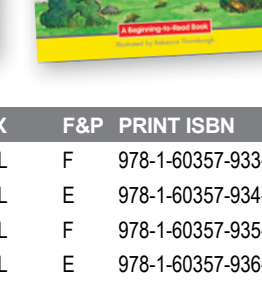 A Beginning-to-Read Book
Illustrated by Rebecca Thornburgh
X F&P PRINT ISBN
L F 978-1-60357-933-
L E 978-1-60357-934-
L F 978-1-60357-935-
L E 978-1-60357-936-